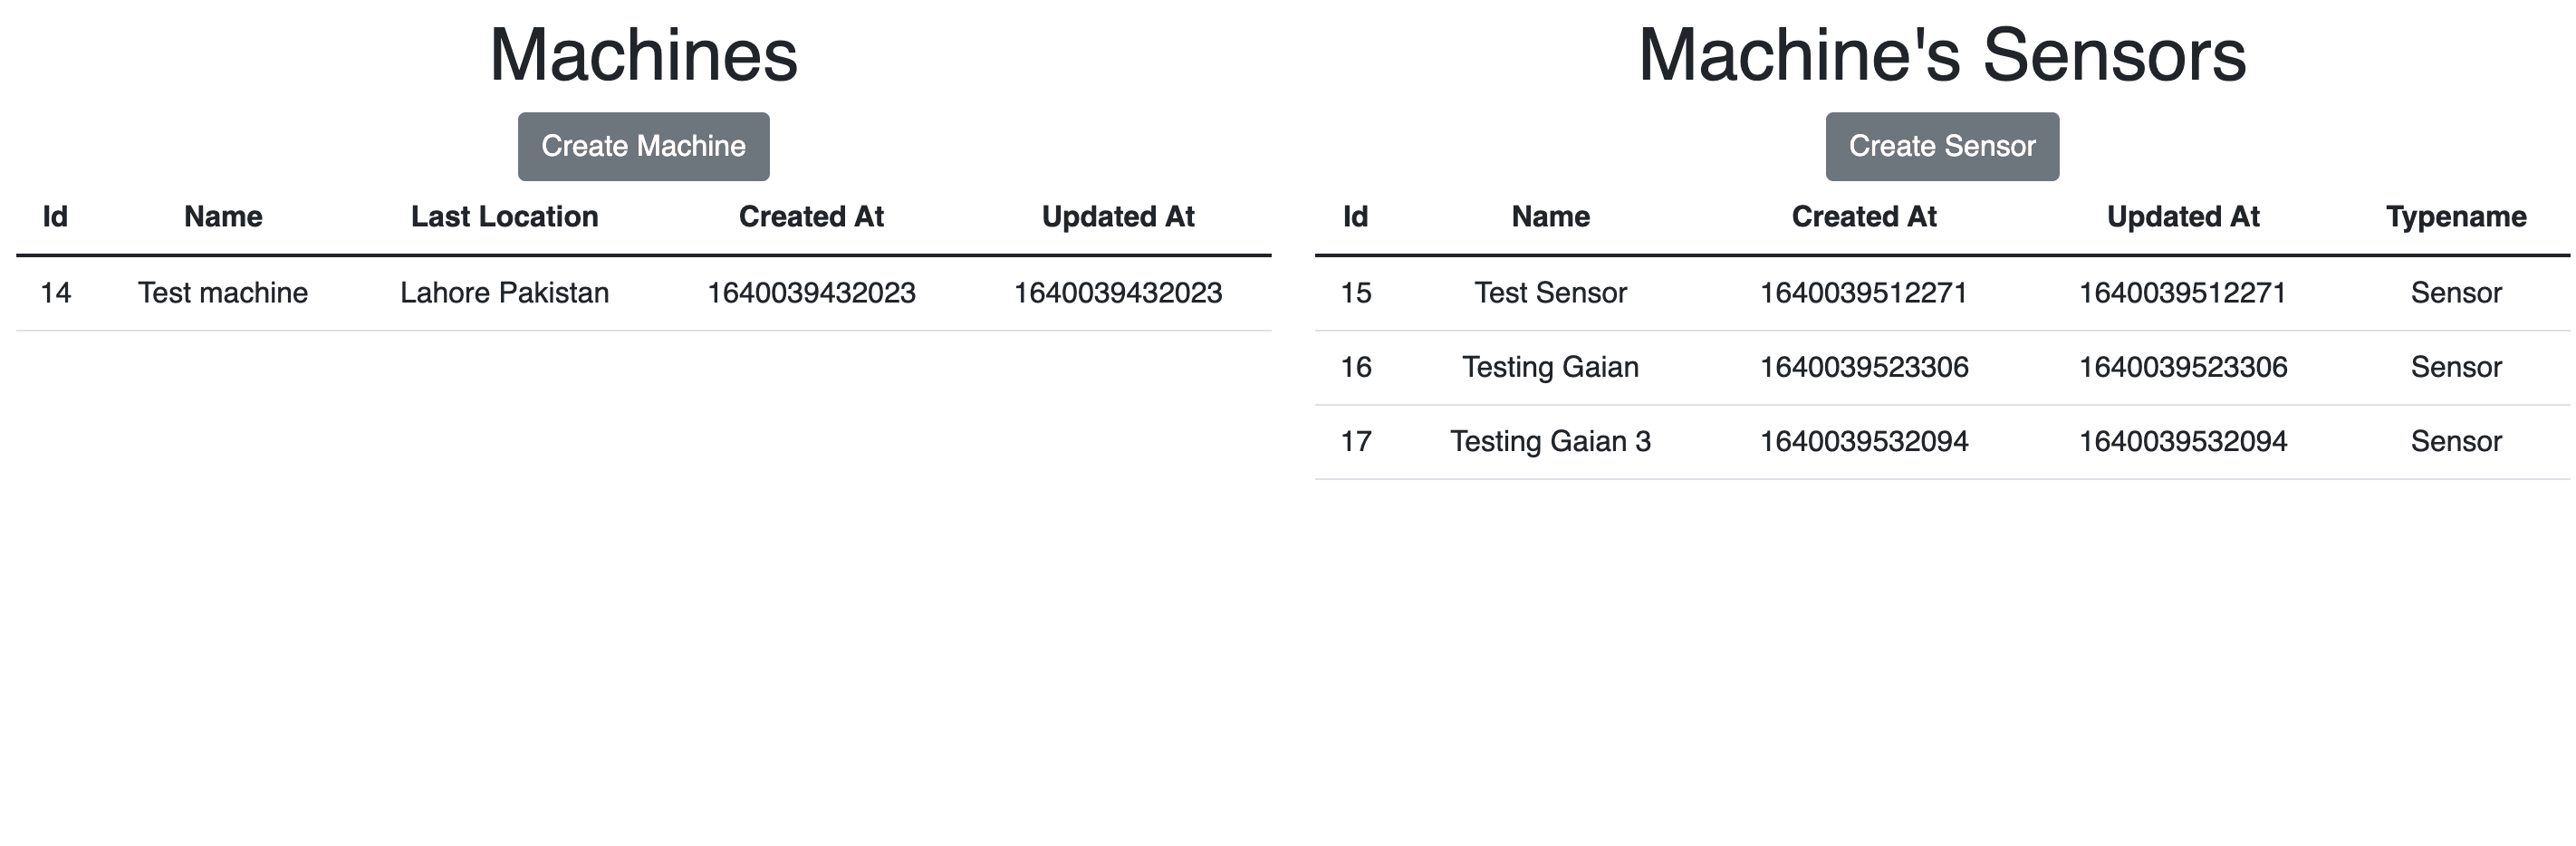 Machines
Create Machine
Id Name Last Location Created At Updated At
14 Test machine Lahore Pakistan 1640039432023 1640039432023
Machine's Sensors
Create Sensor
Id Name Created At Updated At Typename
15 Test Sensor 1640039512271 1640039512271 Sensor
16 Testing Gaian 1640039523306 1640039523306 Sensor
17 Testing Gaian 3 1640039532094 1640039532094 Sensor